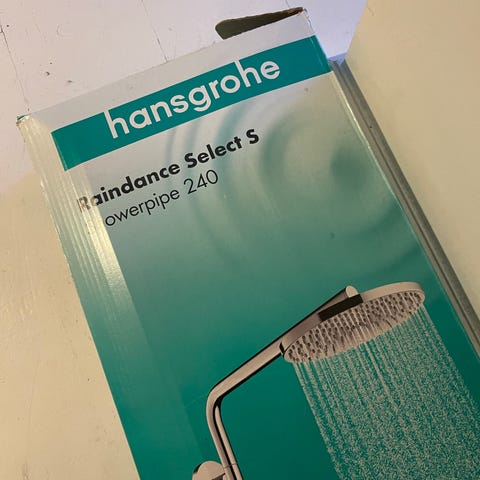 hansgrohe
Raindance Select S
owerpipe 240